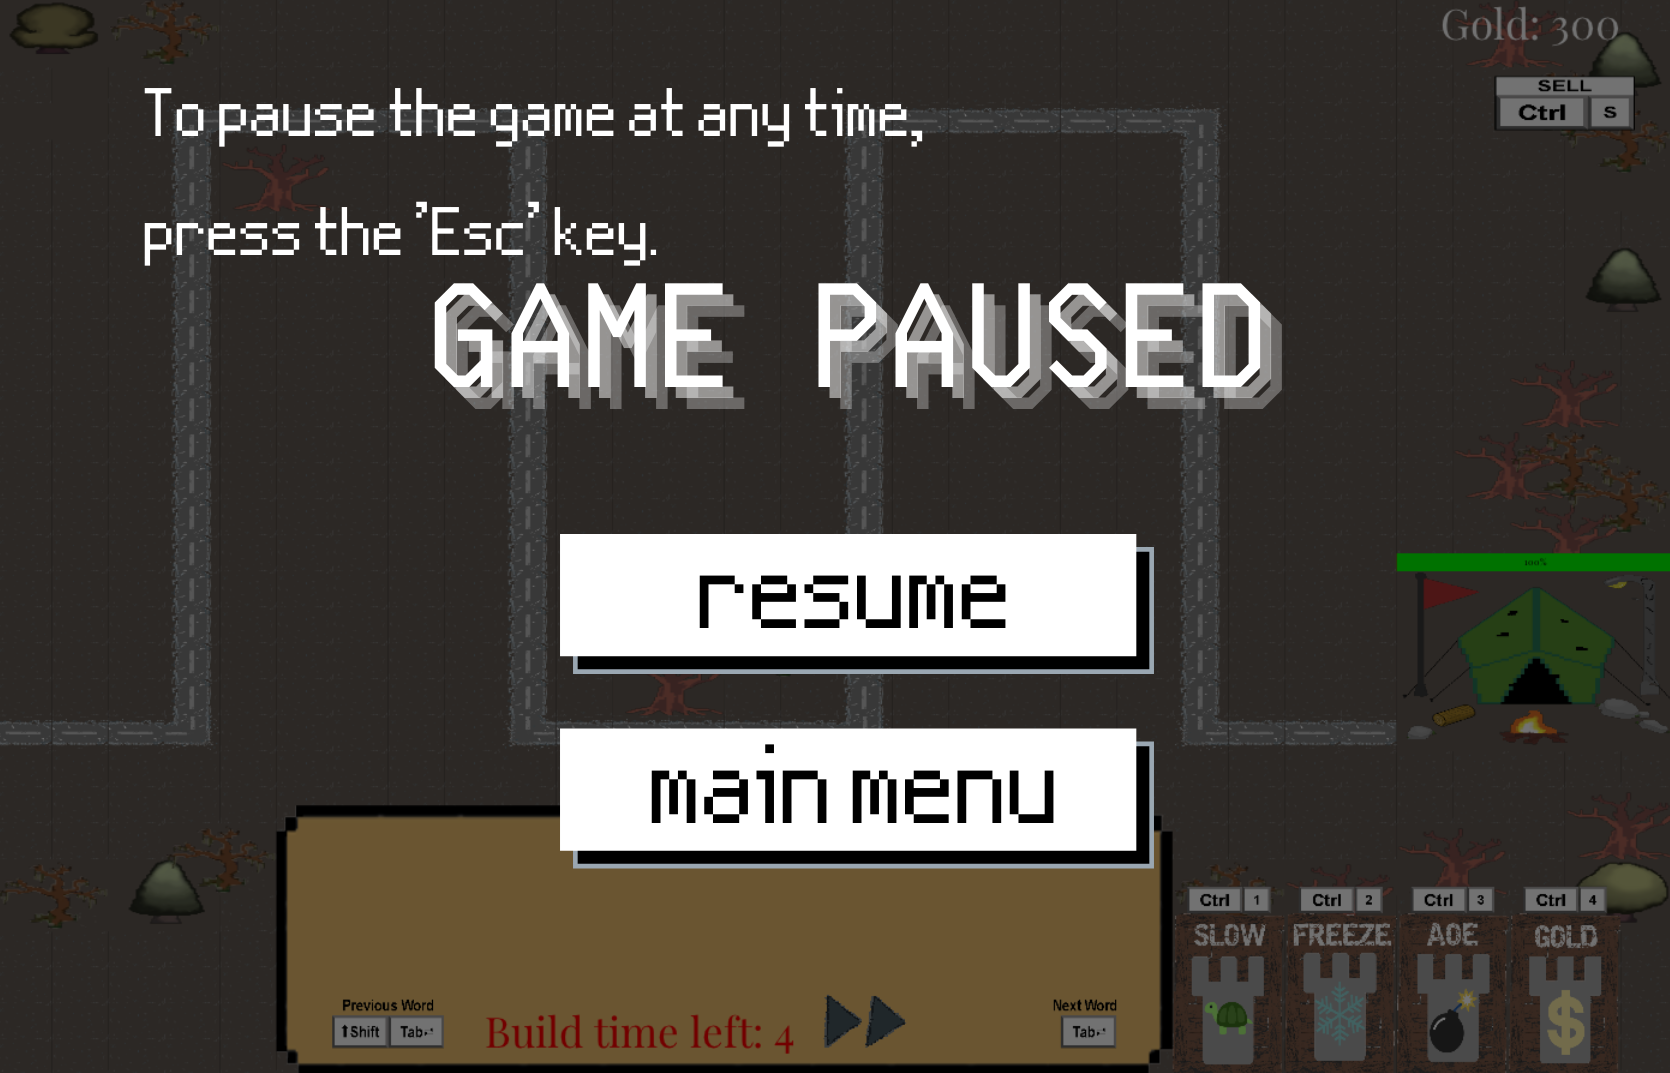 Gold: 300
SELL
Ctrl S
To pause the game at any time,
press the 'Esc' key.
GAME PAUSED
100%
resume
main menu
Ctrl 1 Ctrl 2 Ctrl 3 Ctrl 4
SLOW FREEZE AOE GOLD
Previous Word
⬆Shift Tab
Build time left: 4
Next Word
Tab
$